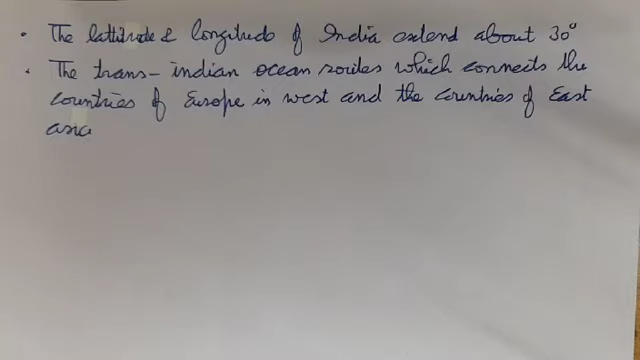 • The lattitude & longitude of India extend about 30°
• The trans-indian ocean routes which connects the
countries of Europe in west and the countries of East
asia